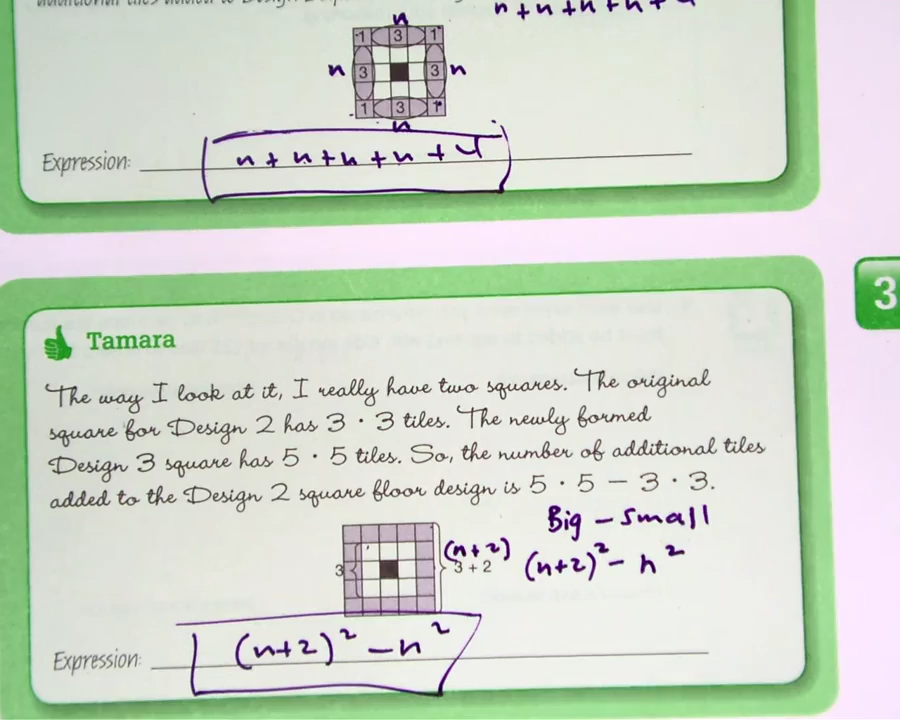 n+n+n+n+4
n
1 3 1
n 3 3 n
1 3 1
n
Expression: n+n+n+n+4
3
Tamara
The way I look at it, I really have two squares. The original
square for Design 2 has 3 · 3 tiles. The newly formed
Design 3 square has 5 · 5 tiles. So, the number of additional tiles
added to the Design 2 square floor design is 5 · 5 – 3 · 3.
Big – small
(n+2)
(n+2)² – n²
3
3 + 2
Expression: (n+2)² – n²